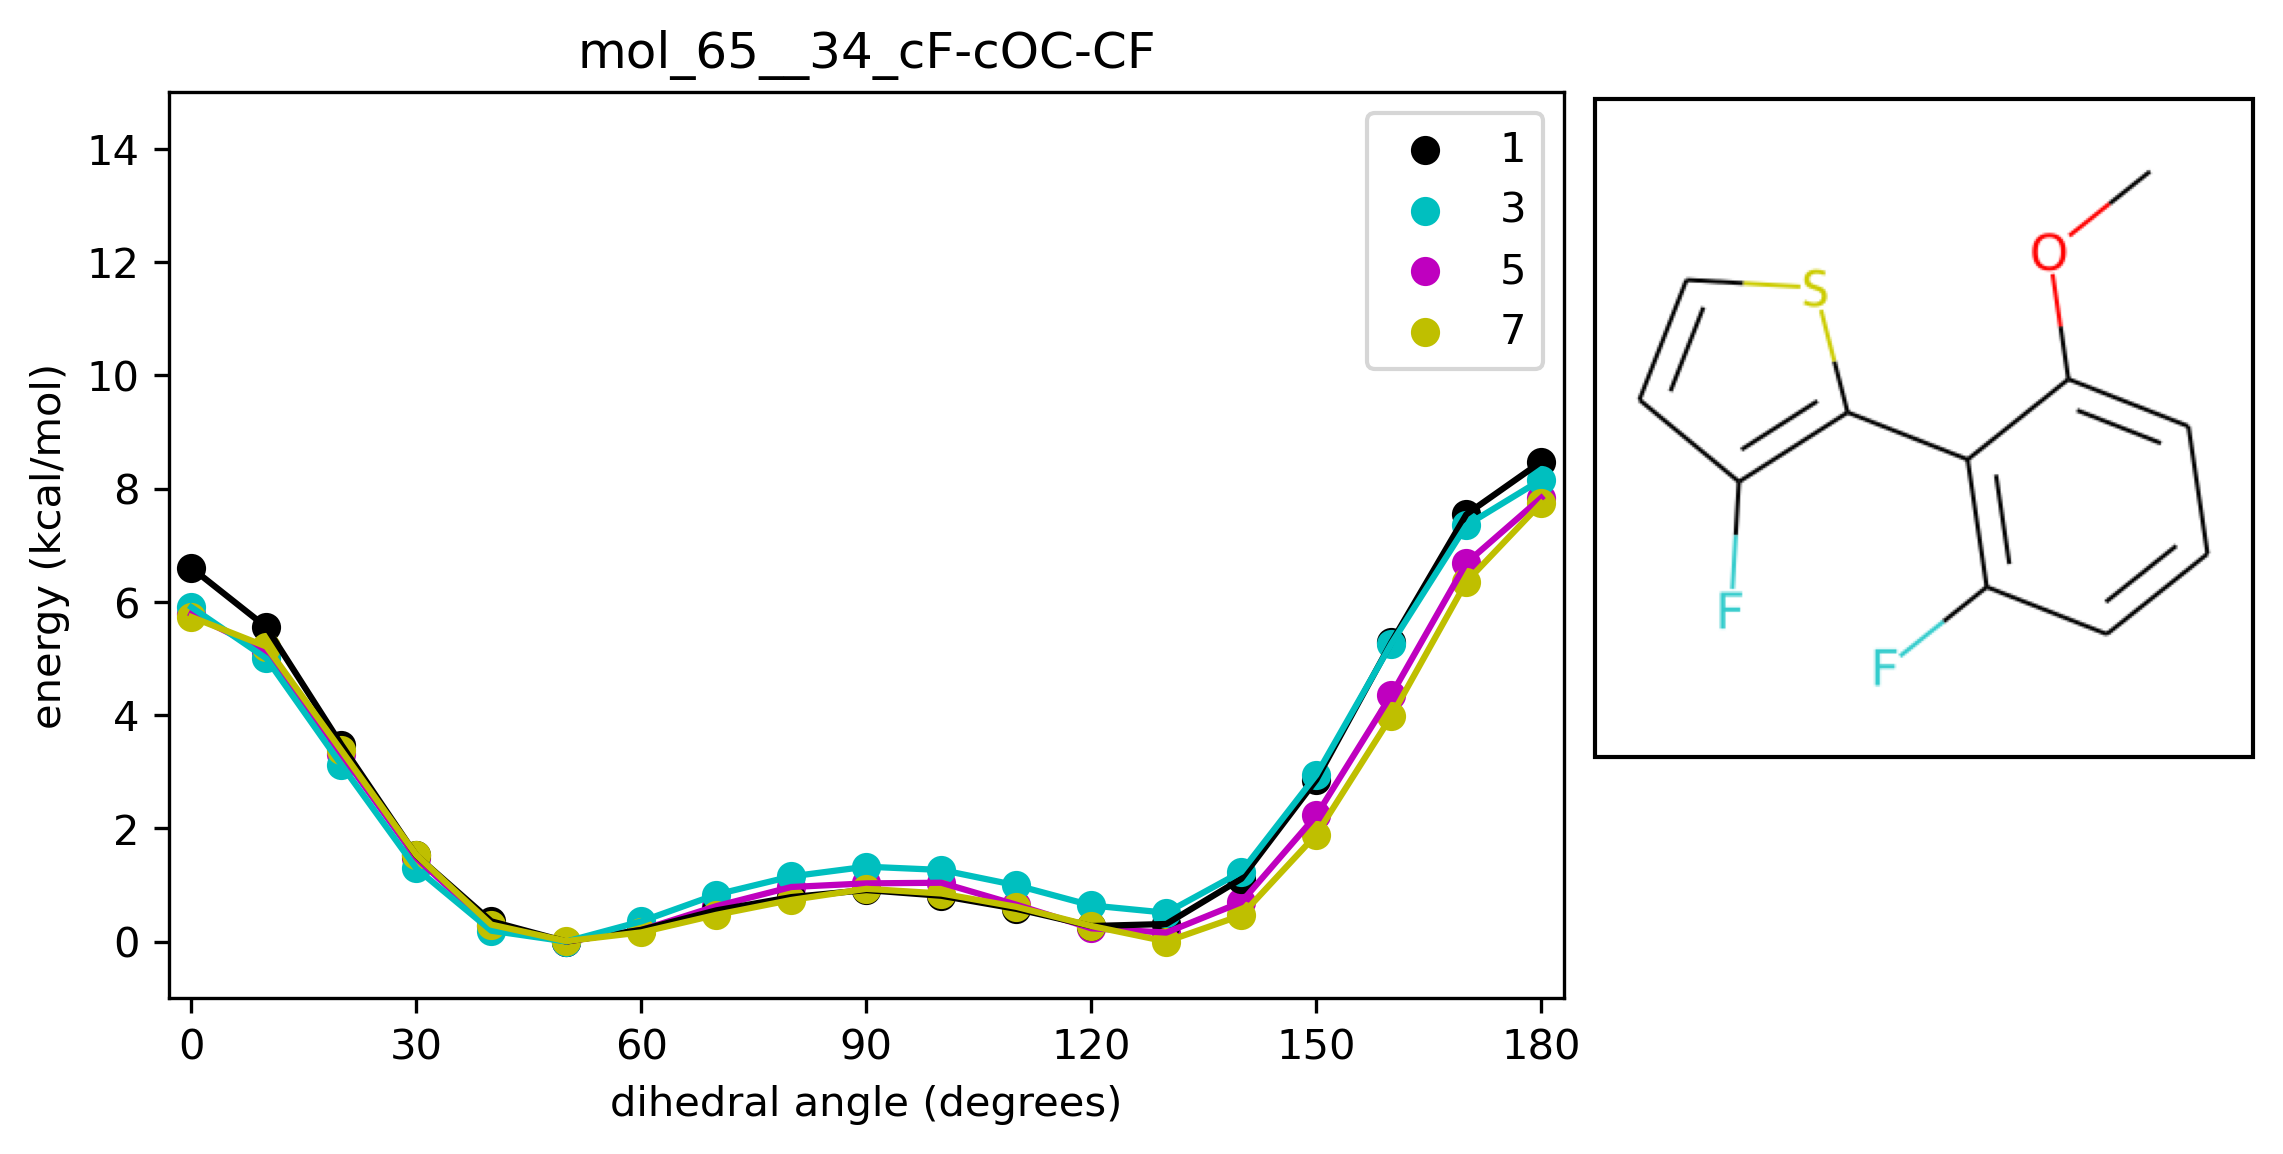 mol_65__34_cF-cOC-CF
energy (kcal/mol)
14
12
10
8
6
4
2
0
0 30 60 90 120 150 180
dihedral angle (degrees)
1
3
5
7
O
S
F
F